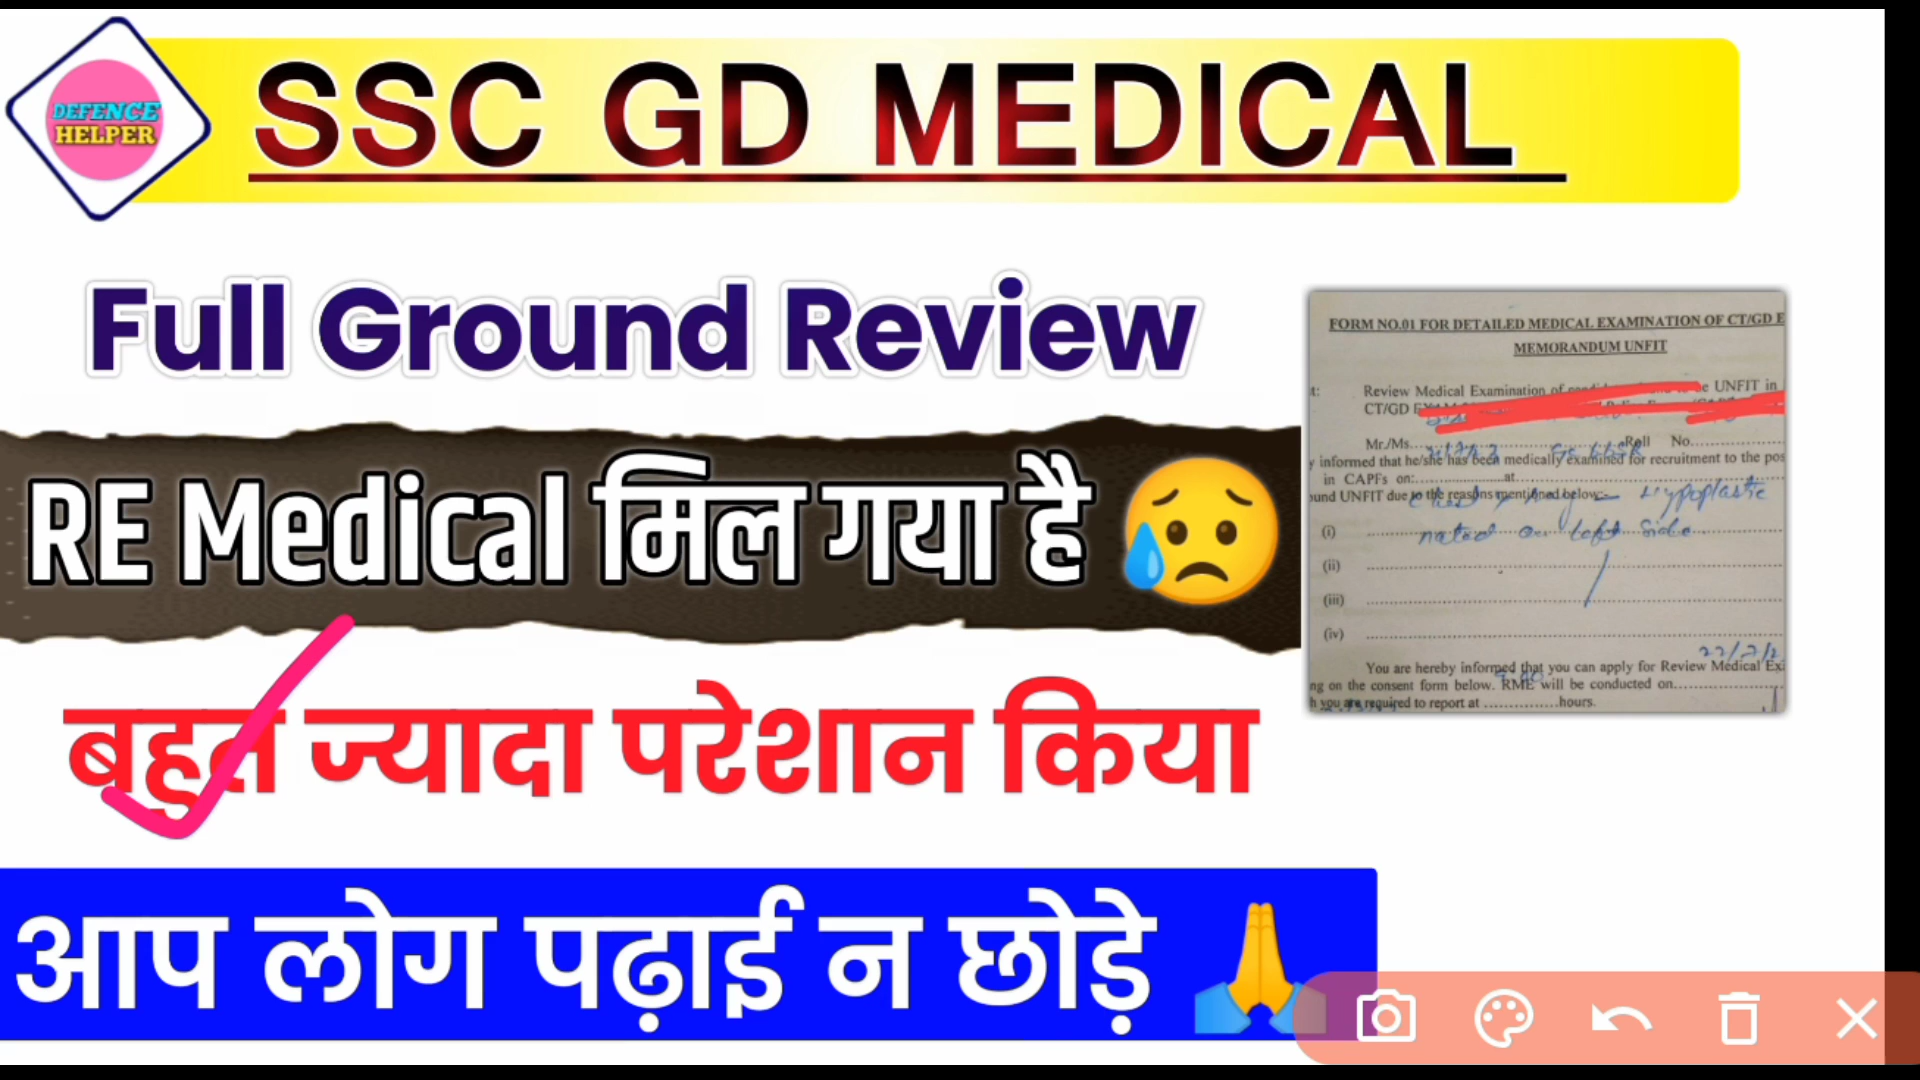 DEFENCE
HELPER
SSC GD MEDICAL
Full Ground Review
RE Medical मिल गया है
बहुत ज्यादा परेशान किया
आप लोग पढ़ाई न छोड़े
FORM NO.01 FOR DETAILED MEDICAL EXAMINATION OF CT/GD E
MEMORANDUM UNFIT
t: Review Medical Examination of be UNFIT in
CT/GD
Mr./Ms. Roll No.
informed that he/she has been medically examined for recruitment to the pos
in CAPFs on: at
und UNFIT due to the reasons mentioned below:-
Hypoplastic
(i) noted on left side
(ii)
(iii)
(iv)
You are hereby informed that you can apply for Review Medical Ex
ng on the consent form below. RME will be conducted on
h you are required to report at hours.